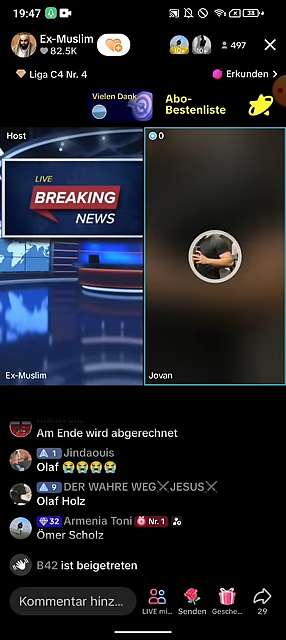 19:47
58
Ex-Muslim
82.5K
497
Liga C4 Nr. 4
Erkunden >
Vielen Dank
Abo-
Bestenliste
Host
0
LIVE
BREAKING
NEWS
Ex-Muslim
Jovan
Am Ende wird abgerechnet
1 Jindaouis
Olaf 😭😭😭😭
9 DER WAHRE WEG⚔JESUS⚔
Olaf Holz
32 Armenia Toni Nr. 1
Ömer Scholz
B42 ist beigetreten
Kommentar hinz...
LIVE mi...
Senden
Gesche...
29